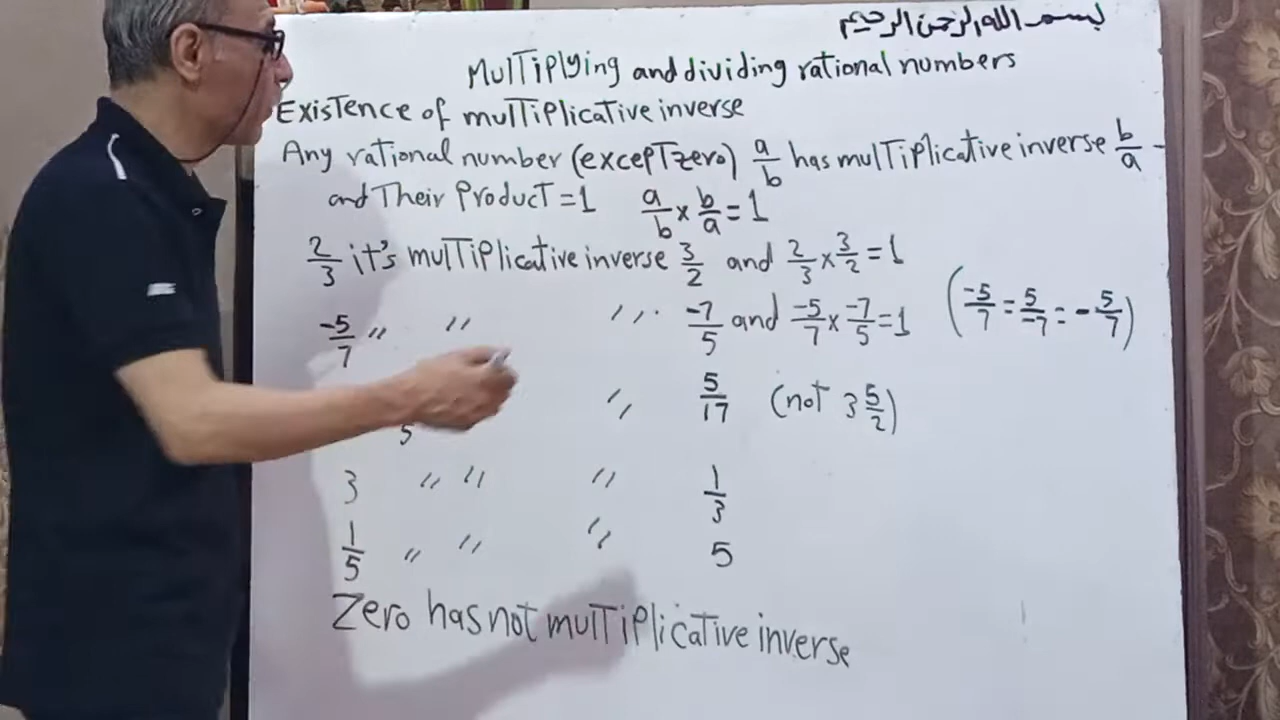 بسم الله الرحمن الرحيم
Multiplying and dividing rational numbers
Existence of multiplicative inverse
Any rational number (except zero) a/b has multiplicative inverse b/a
and Their Product = 1 a/b × b/a = 1
2/3 it's multiplicative inverse 3/2 and 2/3 × 3/2 = 1
-5/7 〃 〃 〃 -7/5 and -5/7 × -7/5 = 1 (-5/7 = 5/-7 = - 5/7)
5 〃 5/17 (not 3 5/2)
3 〃 〃 〃 1/3
1/5 〃 〃 〃 5
Zero has not multiplicative inverse